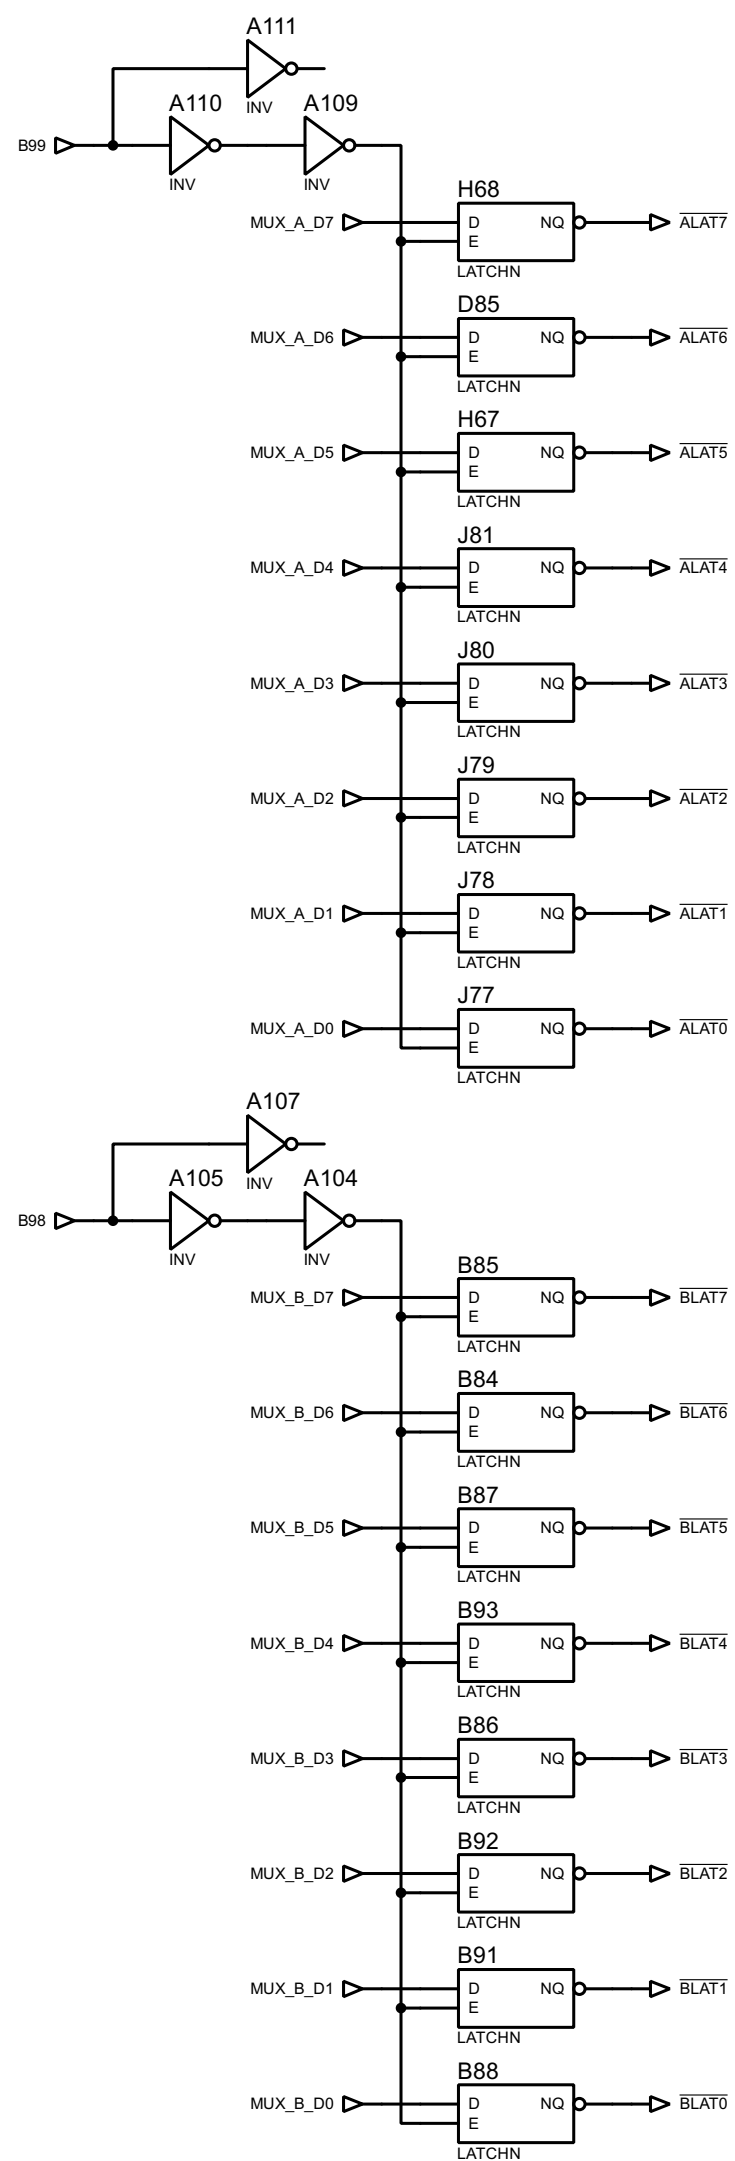 A111
INV
A110 A109
B99
INV INV
H68
MUX_A_D7 D NQ ALAT7
E
LATCHN
D85
MUX_A_D6 D NQ ALAT6
E
LATCHN
H67
MUX_A_D5 D NQ ALAT5
E
LATCHN
J81
MUX_A_D4 D NQ ALAT4
E
LATCHN
J80
MUX_A_D3 D NQ ALAT3
E
LATCHN
J79
MUX_A_D2 D NQ ALAT2
E
LATCHN
J78
MUX_A_D1 D NQ ALAT1
E
LATCHN
J77
MUX_A_D0 D NQ ALAT0
E
LATCHN
A107
INV
A105 A104
B98
INV INV
B85
MUX_B_D7 D NQ BLAT7
E
LATCHN
B84
MUX_B_D6 D NQ BLAT6
E
LATCHN
B87
MUX_B_D5 D NQ BLAT5
E
LATCHN
B93
MUX_B_D4 D NQ BLAT4
E
LATCHN
B86
MUX_B_D3 D NQ BLAT3
E
LATCHN
B92
MUX_B_D2 D NQ BLAT2
E
LATCHN
B91
MUX_B_D1 D NQ BLAT1
E
LATCHN
B88
MUX_B_D0 D NQ BLAT0
E
LATCHN